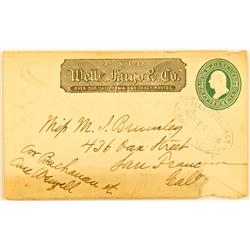 PAID
Wells, Fargo & Co.
OVER OUR CALIFORNIA AND COAST ROUTES
U.S. POSTAGE
Miss M. J. Brumley
436 Oak Street
San Francisco
Cal
cor Buchanan st